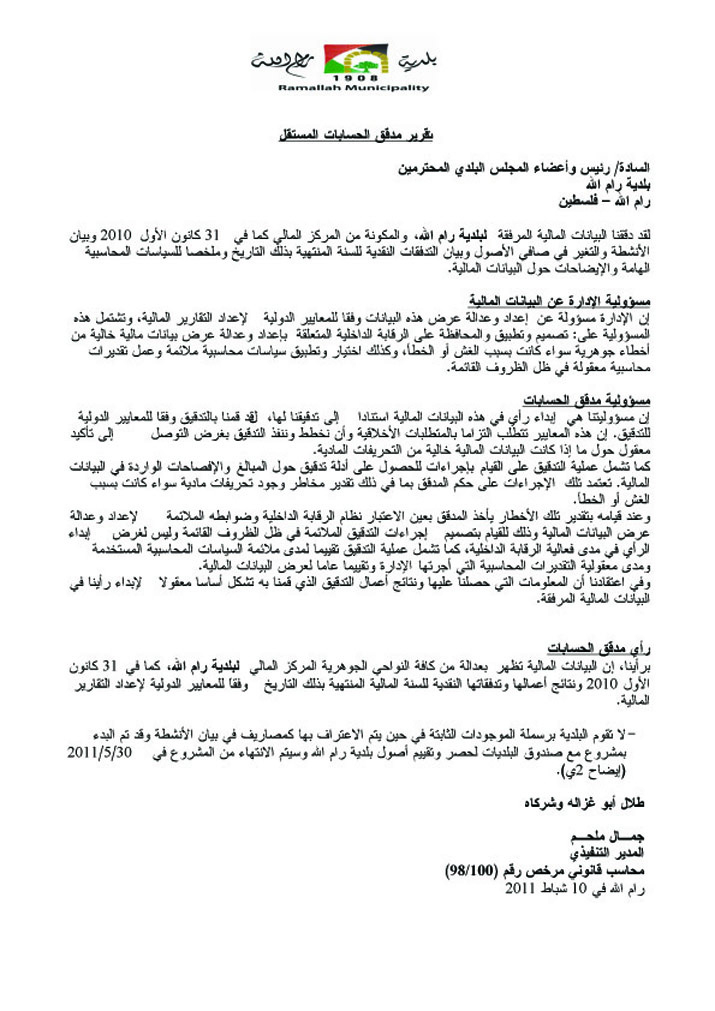 بلدية رام الله
1908
Ramallah Municipality
تقرير مدقق الحسابات المستقل
السادة/ رئيس وأعضاء المجلس البلدي المحترمين
بلدية رام الله
رام الله – فلسطين
لقد دققنا البيانات المالية المرفقة لبلدية رام الله، والمكونة من المركز المالي كما في 31 كانون الأول 2010 وبيان
الأنشطة والتغير في صافي الأصول وبيان التدفقات النقدية للسنة المنتهية بذلك التاريخ وملخصا للسياسات المحاسبية
الهامة والإيضاحات حول البيانات المالية.
مسؤولية الإدارة عن البيانات المالية
إن الإدارة مسؤولة عن إعداد وعدالة عرض هذه البيانات وفقا للمعايير الدولية لإعداد التقارير المالية، وتشتمل هذه
المسؤولية على: تصميم وتطبيق والمحافظة على الرقابة الداخلية المتعلقة بإعداد وعدالة عرض بيانات مالية خالية من
أخطاء جوهرية سواء كانت بسبب الغش أو الخطأ، وكذلك اختيار وتطبيق سياسات محاسبية ملائمة وعمل تقديرات
محاسبية معقولة في ظل الظروف القائمة.
مسؤولية مدقق الحسابات
إن مسؤوليتنا هي إبداء رأي في هذه البيانات المالية استنادا إلى تدقيقنا لها، لقد قمنا بالتدقيق وفقا للمعايير الدولية
للتدقيق. إن هذه المعايير تتطلب التزاما بالمتطلبات الأخلاقية وأن نخطط وننفذ التدقيق بغرض التوصل إلى تأكيد
معقول حول ما إذا كانت البيانات المالية خالية من التحريفات المادية.
كما تشمل عملية التدقيق على القيام بإجراءات للحصول على أدلة تدقيق حول المبالغ والإفصاحات الواردة في البيانات
المالية. تعتمد تلك الإجراءات على حكم المدقق بما في ذلك تقدير مخاطر وجود تحريفات مادية سواء كانت بسبب
الغش أو الخطأ.
وعند قيامه بتقدير تلك الأخطار يأخذ المدقق بعين الاعتبار نظام الرقابة الداخلية وضوابطه الملائمة لإعداد وعدالة
عرض البيانات المالية وذلك للقيام بتصميم إجراءات التدقيق الملائمة في ظل الظروف القائمة وليس لغرض إبداء
الرأي في مدى فعالية الرقابة الداخلية، كما تشمل عملية التدقيق تقييما لمدى ملائمة السياسات المحاسبية المستخدمة
ومدى معقولية التقديرات المحاسبية التي أجرتها الإدارة وتقييما عاما لعرض البيانات المالية.
وفي اعتقادنا أن المعلومات التي حصلنا عليها ونتائج أعمال التدقيق الذي قمنا به تشكل أساسا معقولا لإبداء رأينا في
البيانات المالية المرفقة.
رأي مدقق الحسابات
برأينا، إن البيانات المالية تظهر بعدالة من كافة النواحي الجوهرية المركز المالي لبلدية رام الله، كما في 31 كانون
الأول 2010 ونتائج أعمالها وتدفقاتها النقدية للسنة المالية المنتهية بذلك التاريخ وفقاً للمعايير الدولية لإعداد التقارير
المالية.
– لا تقوم البلدية برسملة الموجودات الثابتة في حين يتم الاعتراف بها كمصاريف في بيان الأنشطة وقد تم البدء
بمشروع مع صندوق البلديات لحصر وتقييم أصول بلدية رام الله وسيتم الانتهاء من المشروع في 2011/5/30
(إيضاح 2ي).
طلال أبو غزاله وشركاه
جمـــال ملحـــم
المدير التنفيذي
محاسب قانوني مرخص رقم (98/100)
رام الله في 10 شباط 2011